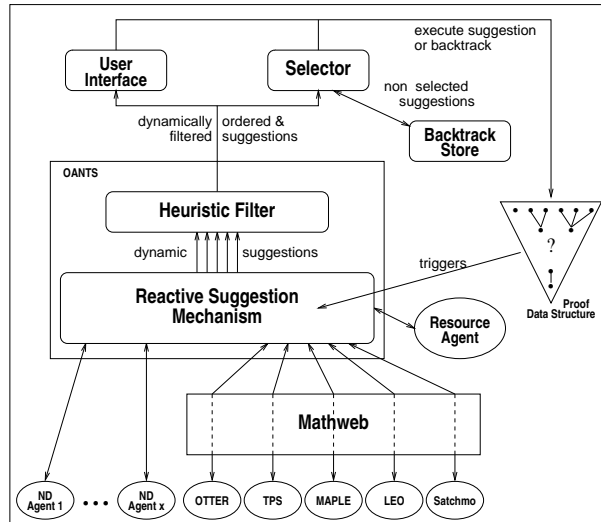 execute suggestion
or backtrack
User
Interface
Selector
non selected
suggestions
dynamically
filtered
ordered &
suggestions
Backtrack
Store
OANTS
Heuristic Filter
dynamic
suggestions
?
triggers
Proof
Data Structure
Reactive Suggestion
Mechanism
Resource
Agent
Mathweb
ND
Agent 1
• • •
ND
Agent x
OTTER
TPS
MAPLE
LEO
Satchmo